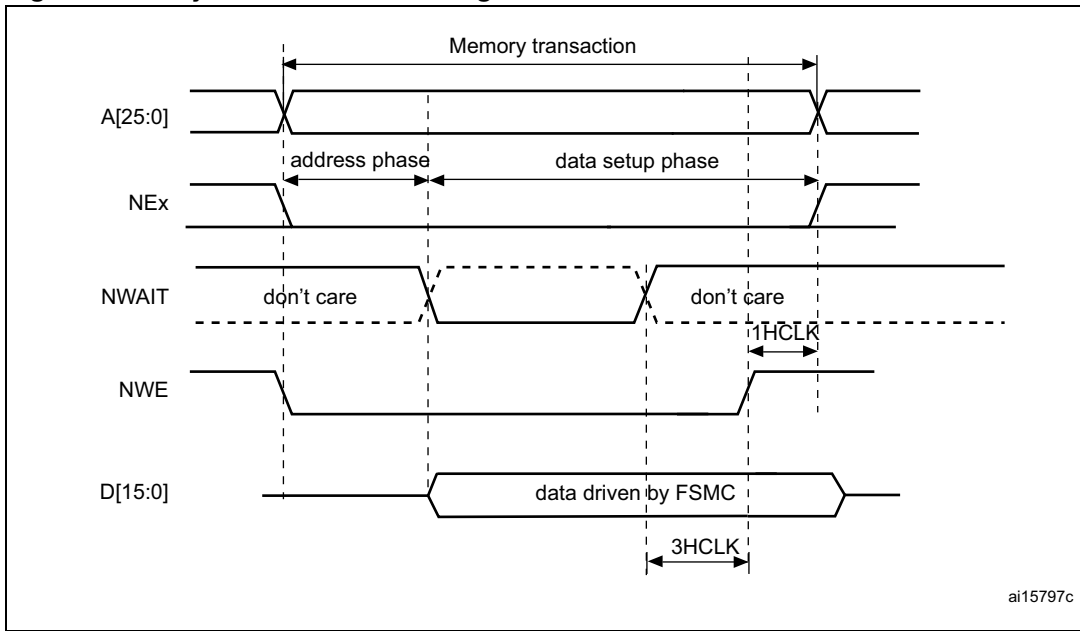 Memory transaction
A[25:0]
address phase
data setup phase
NEx
NWAIT
don't care
don't care
1HCLK
NWE
D[15:0]
data driven by FSMC
3HCLK
ai15797c